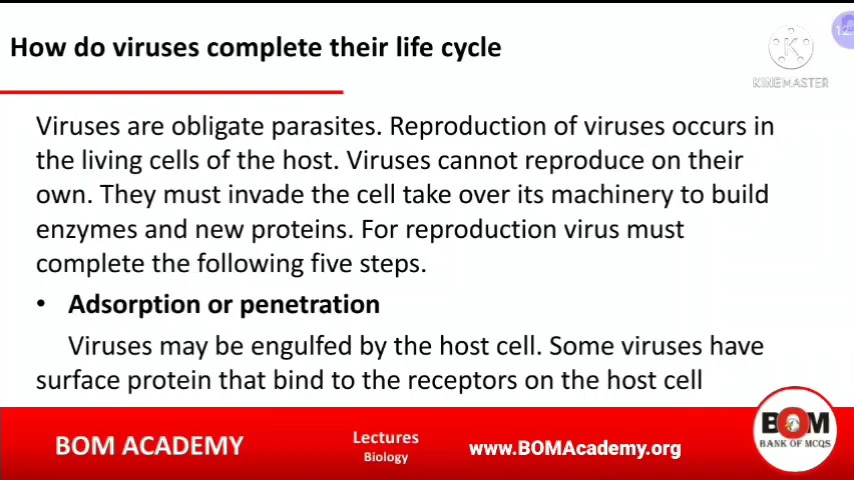 How do viruses complete their life cycle
12
KINEMASTER
Viruses are obligate parasites. Reproduction of viruses occurs in
the living cells of the host. Viruses cannot reproduce on their
own. They must invade the cell take over its machinery to build
enzymes and new proteins. For reproduction virus must
complete the following five steps.
• Adsorption or penetration
Viruses may be engulfed by the host cell. Some viruses have
surface protein that bind to the receptors on the host cell
BOM ACADEMY
Lectures
Biology
www.BOMAcademy.org
BOM
BANK OF MCQS